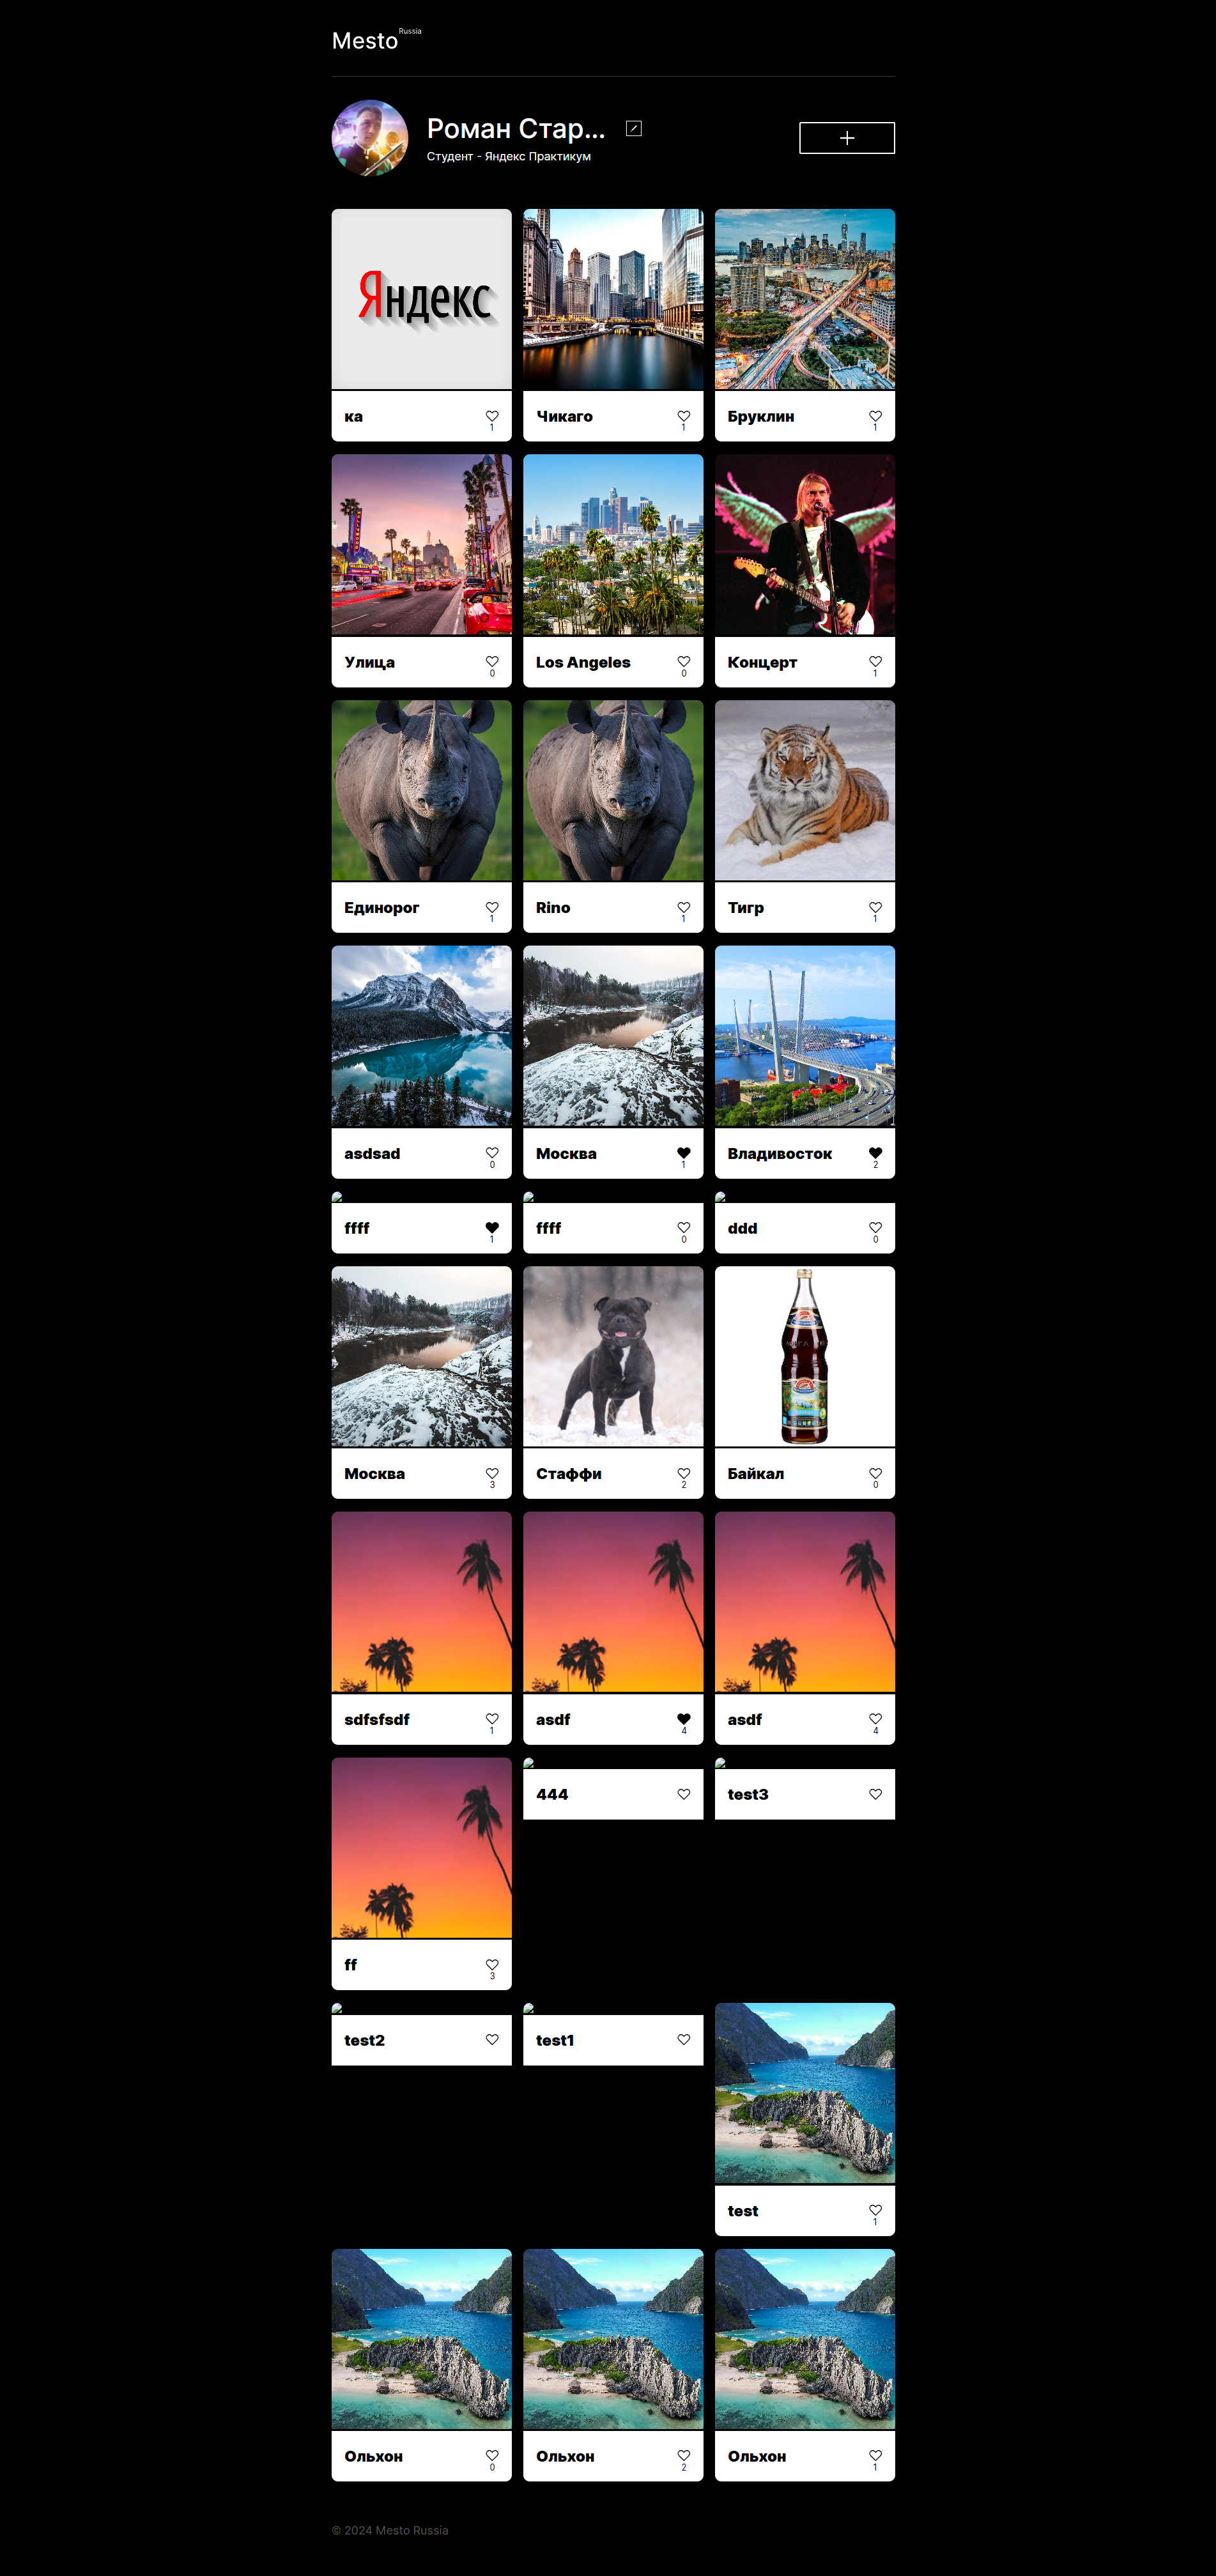 Mesto Russia
Роман Стар...
Студент - Яндекс Практикум
Яндекс
ка
1
Чикаго
1
Бруклин
1
Улица
0
Los Angeles
0
Концерт
1
Единорог
1
Rino
1
Тигр
1
asdsad
0
Москва
1
Владивосток
2
ffff
1
ffff
0
ddd
0
Москва
3
Стаффи
2
Байкал
0
sdfsfsdf
1
asdf
4
asdf
4
ff
3
444
test3
test2
test1
test
1
Ольхон
0
Ольхон
2
Ольхон
1
© 2024 Mesto Russia